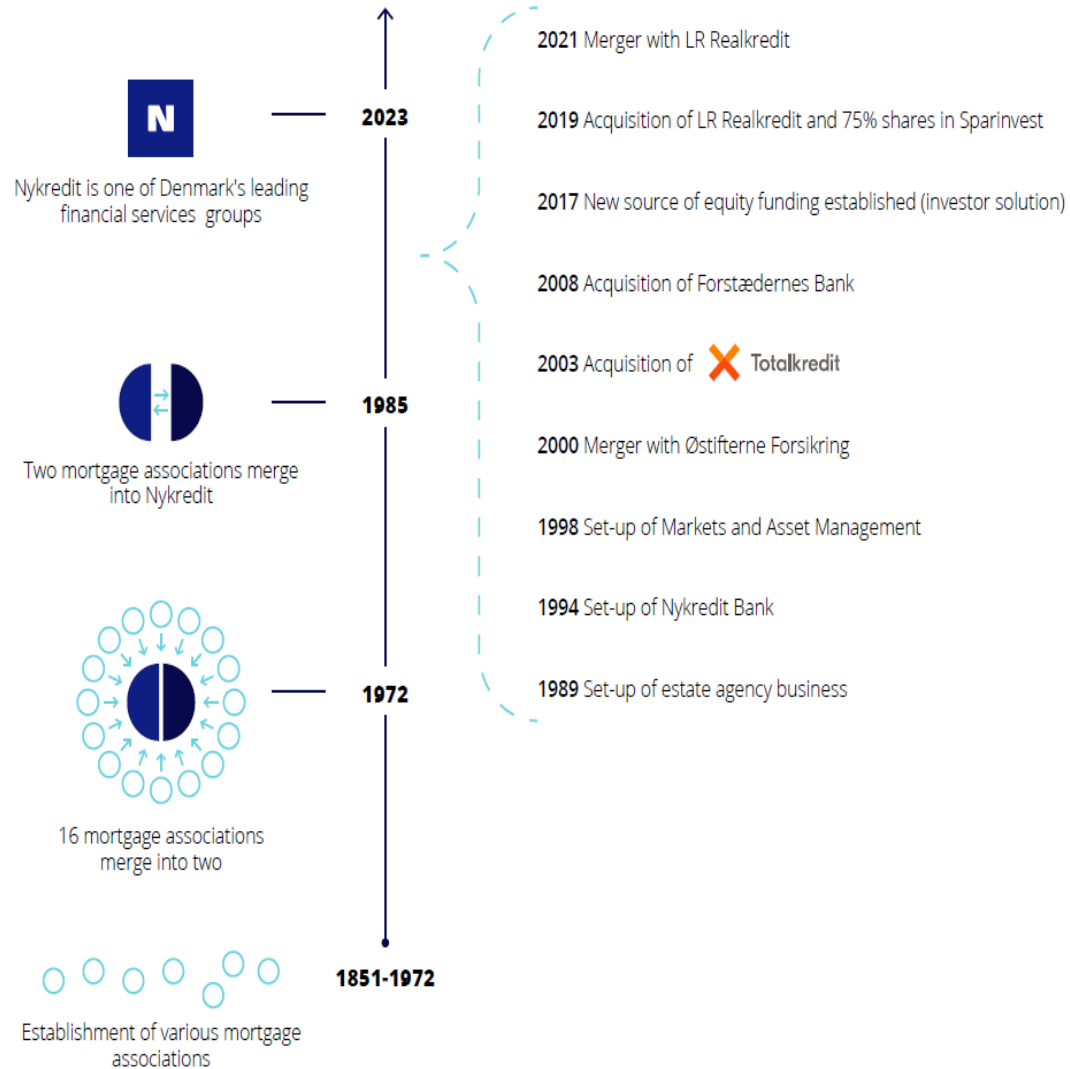 N
2023
Nykredit is one of Denmark's leading
financial services groups
1985
Two mortgage associations merge
into Nykredit
1972
16 mortgage associations
merge into two
1851-1972
Establishment of various mortgage
associations
2021 Merger with LR Realkredit
2019 Acquisition of LR Realkredit and 75% shares in Sparinvest
2017 New source of equity funding established (investor solution)
2008 Acquisition of Forstædernes Bank
2003 Acquisition of Totalkredit
2000 Merger with Østifterne Forsikring
1998 Set-up of Markets and Asset Management
1994 Set-up of Nykredit Bank
1989 Set-up of estate agency business